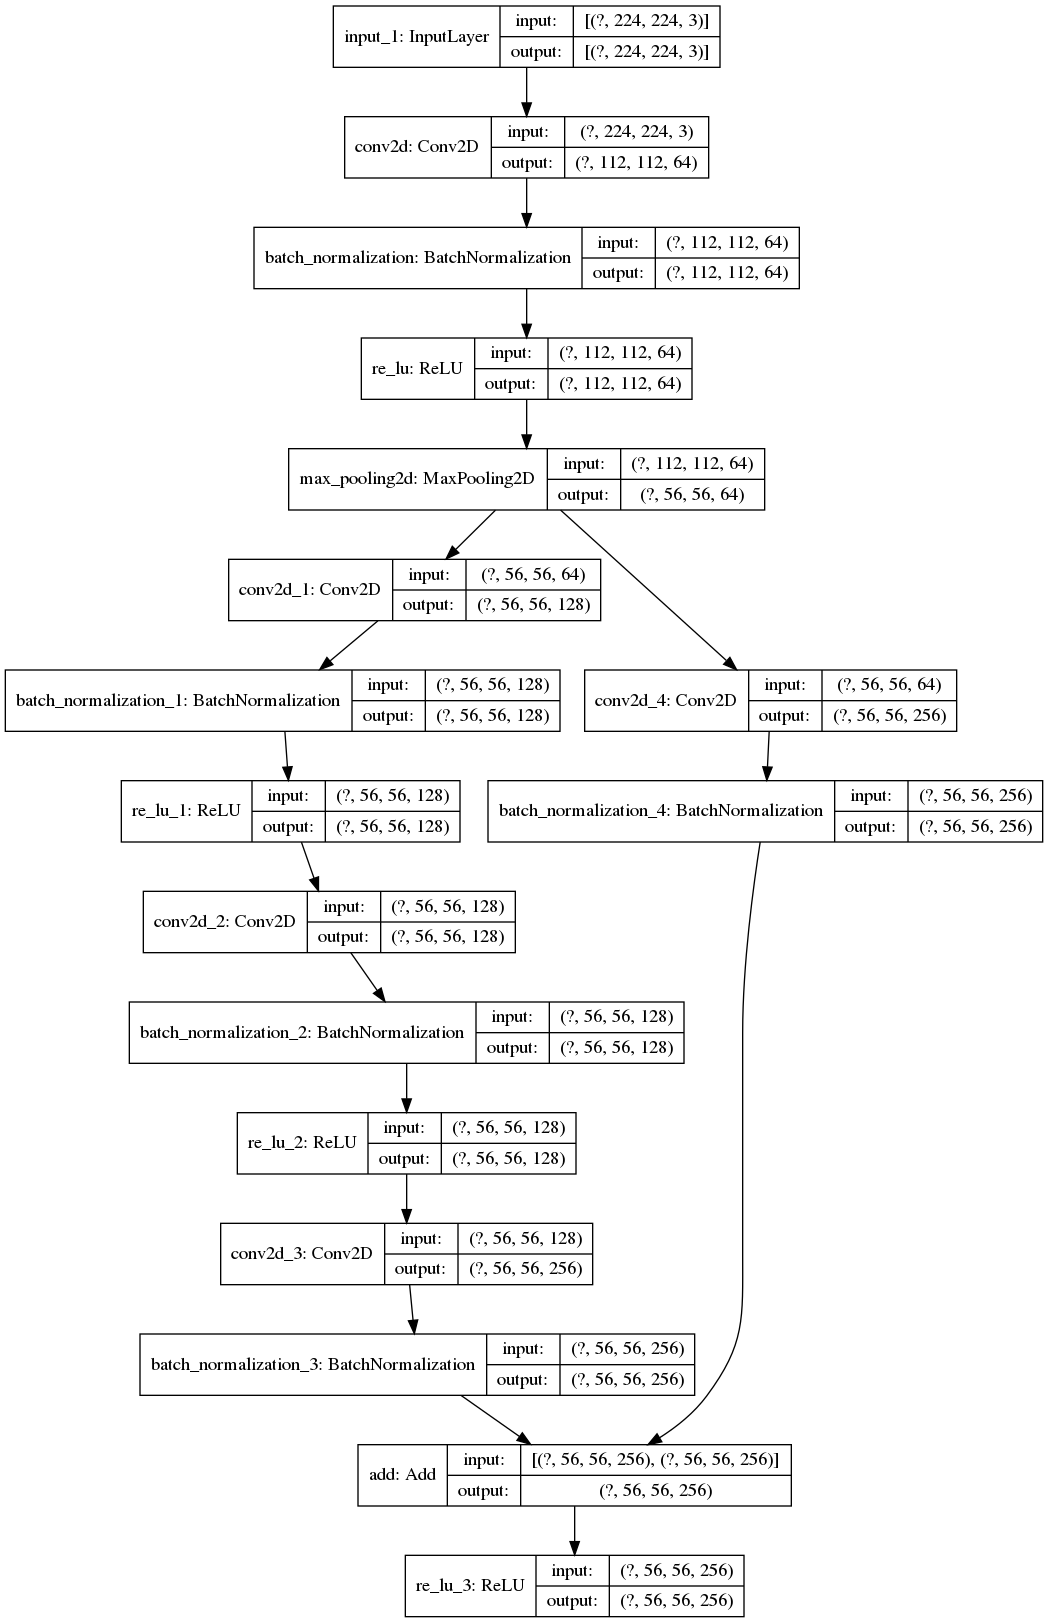 input_1: InputLayer
input: [(?, 224, 224, 3)]
output: [(?, 224, 224, 3)]
conv2d: Conv2D
input: (?, 224, 224, 3)
output: (?, 112, 112, 64)
batch_normalization: BatchNormalization
input: (?, 112, 112, 64)
output: (?, 112, 112, 64)
re_lu: ReLU
input: (?, 112, 112, 64)
output: (?, 112, 112, 64)
max_pooling2d: MaxPooling2D
input: (?, 112, 112, 64)
output: (?, 56, 56, 64)
conv2d_1: Conv2D
input: (?, 56, 56, 64)
output: (?, 56, 56, 128)
batch_normalization_1: BatchNormalization
input: (?, 56, 56, 128)
output: (?, 56, 56, 128)
conv2d_4: Conv2D
input: (?, 56, 56, 64)
output: (?, 56, 56, 256)
re_lu_1: ReLU
input: (?, 56, 56, 128)
output: (?, 56, 56, 128)
batch_normalization_4: BatchNormalization
input: (?, 56, 56, 256)
output: (?, 56, 56, 256)
conv2d_2: Conv2D
input: (?, 56, 56, 128)
output: (?, 56, 56, 128)
batch_normalization_2: BatchNormalization
input: (?, 56, 56, 128)
output: (?, 56, 56, 128)
re_lu_2: ReLU
input: (?, 56, 56, 128)
output: (?, 56, 56, 128)
conv2d_3: Conv2D
input: (?, 56, 56, 128)
output: (?, 56, 56, 256)
batch_normalization_3: BatchNormalization
input: (?, 56, 56, 256)
output: (?, 56, 56, 256)
add: Add
input: [(?, 56, 56, 256), (?, 56, 56, 256)]
output: (?, 56, 56, 256)
re_lu_3: ReLU
input: (?, 56, 56, 256)
output: (?, 56, 56, 256)